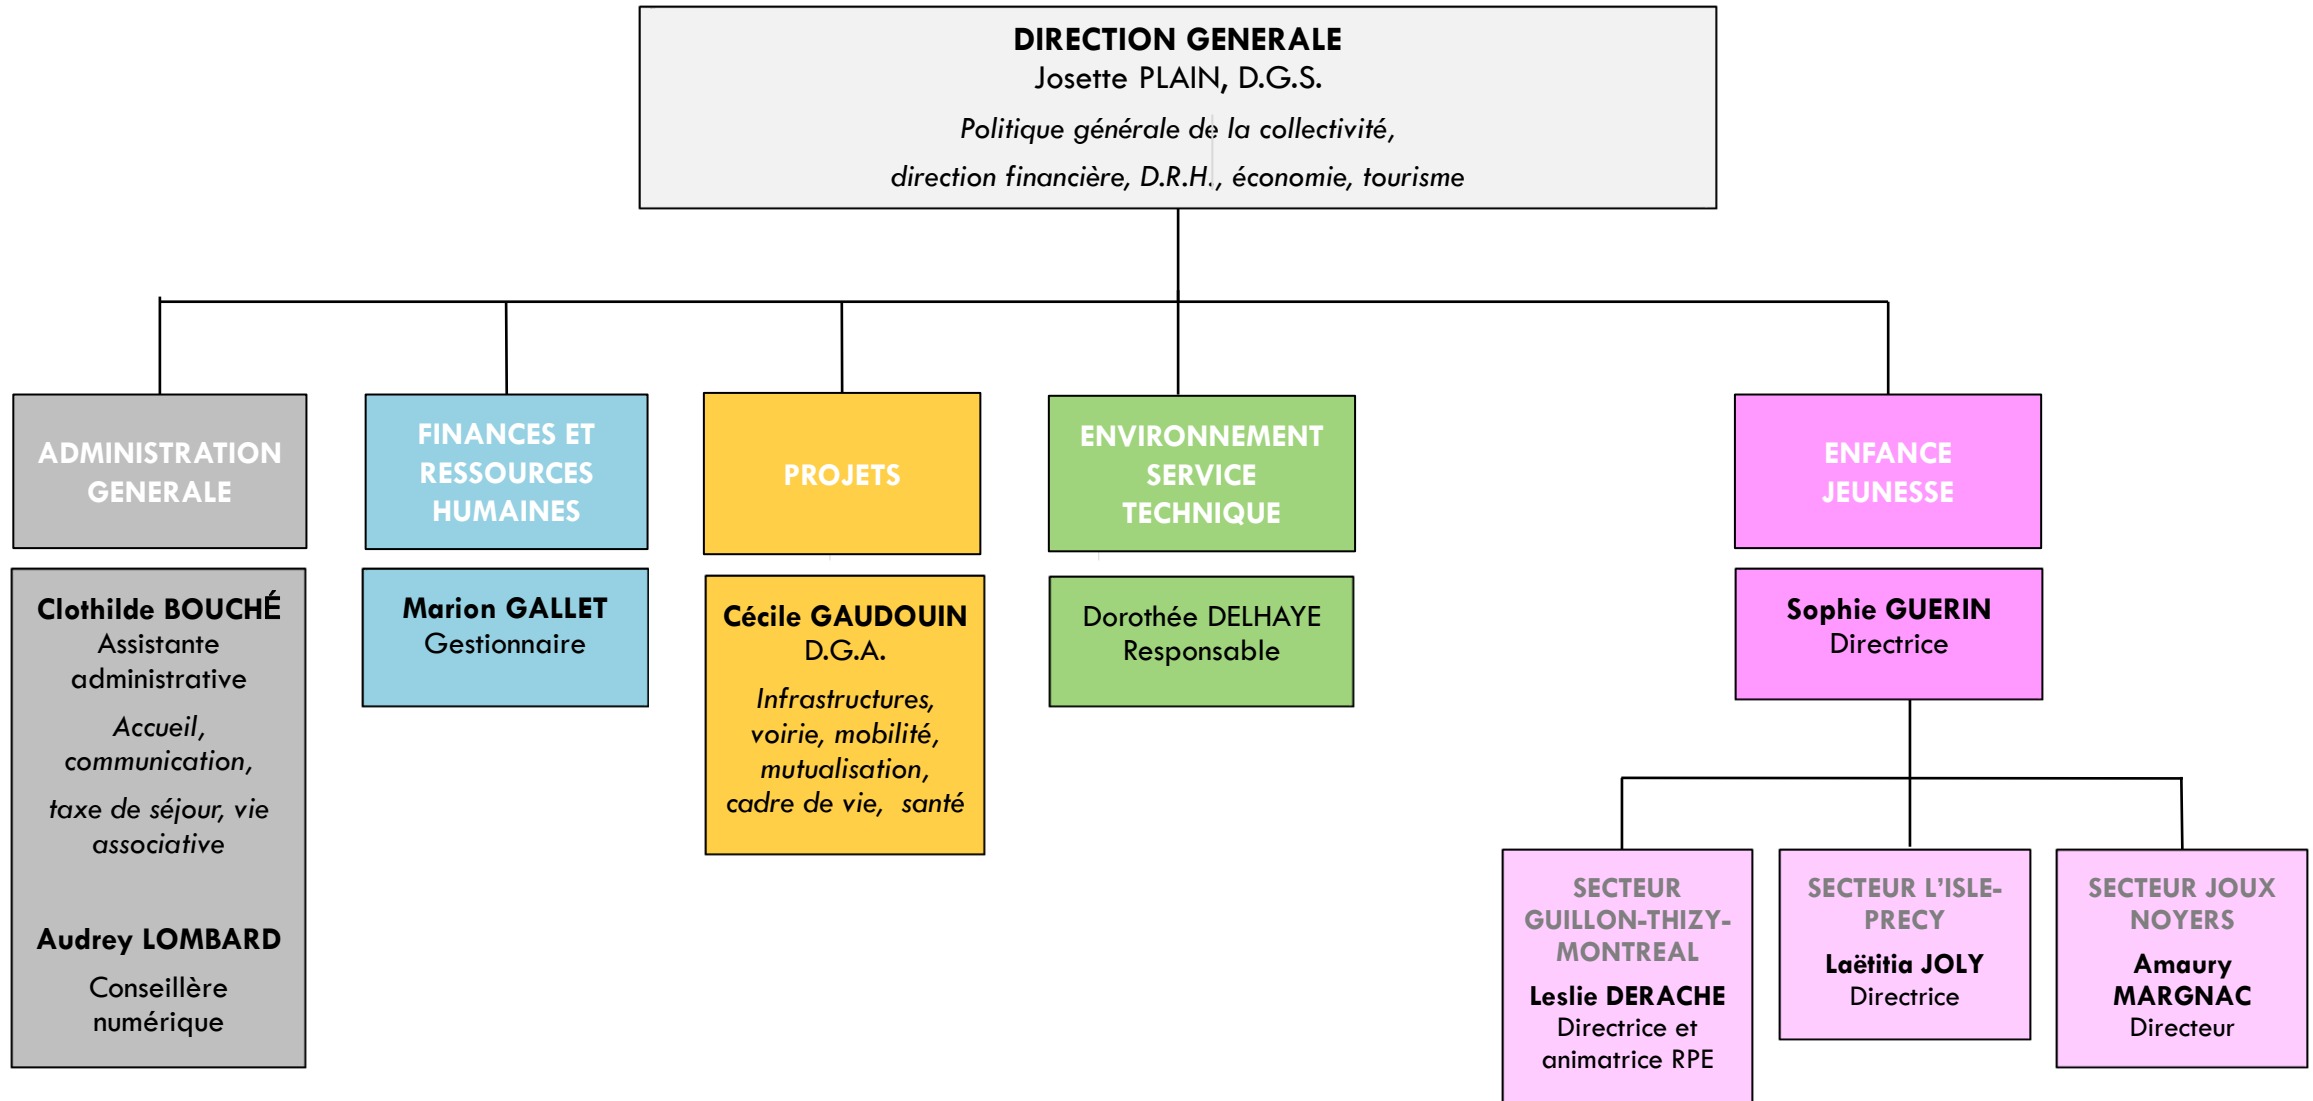 DIRECTION GENERALE
Josette PLAIN, D.G.S.
Politique générale de la collectivité,
direction financière, D.R.H., économie, tourisme
ADMINISTRATION
GENERALE
FINANCES ET
RESSOURCES
HUMAINES
PROJETS
ENVIRONNEMENT
SERVICE
TECHNIQUE
ENFANCE
JEUNESSE
Clothilde BOUCHÉ
Assistante
administrative
Accueil,
communication,
taxe de séjour, vie
associative
Audrey LOMBARD
Conseillère
numérique
Marion GALLET
Gestionnaire
Cécile GAUDOUIN
D.G.A.
Infrastructures,
voirie, mobilité,
mutualisation,
cadre de vie, santé
Dorothée DELHAYE
Responsable
Sophie GUERIN
Directrice
SECTEUR
GUILLON-THIZY-
MONTREAL
Leslie DERACHE
Directrice et
animatrice RPE
SECTEUR L'ISLE-
PRECY
Laëtitia JOLY
Directrice
SECTEUR JOUX
NOYERS
Amaury
MARGNAC
Directeur